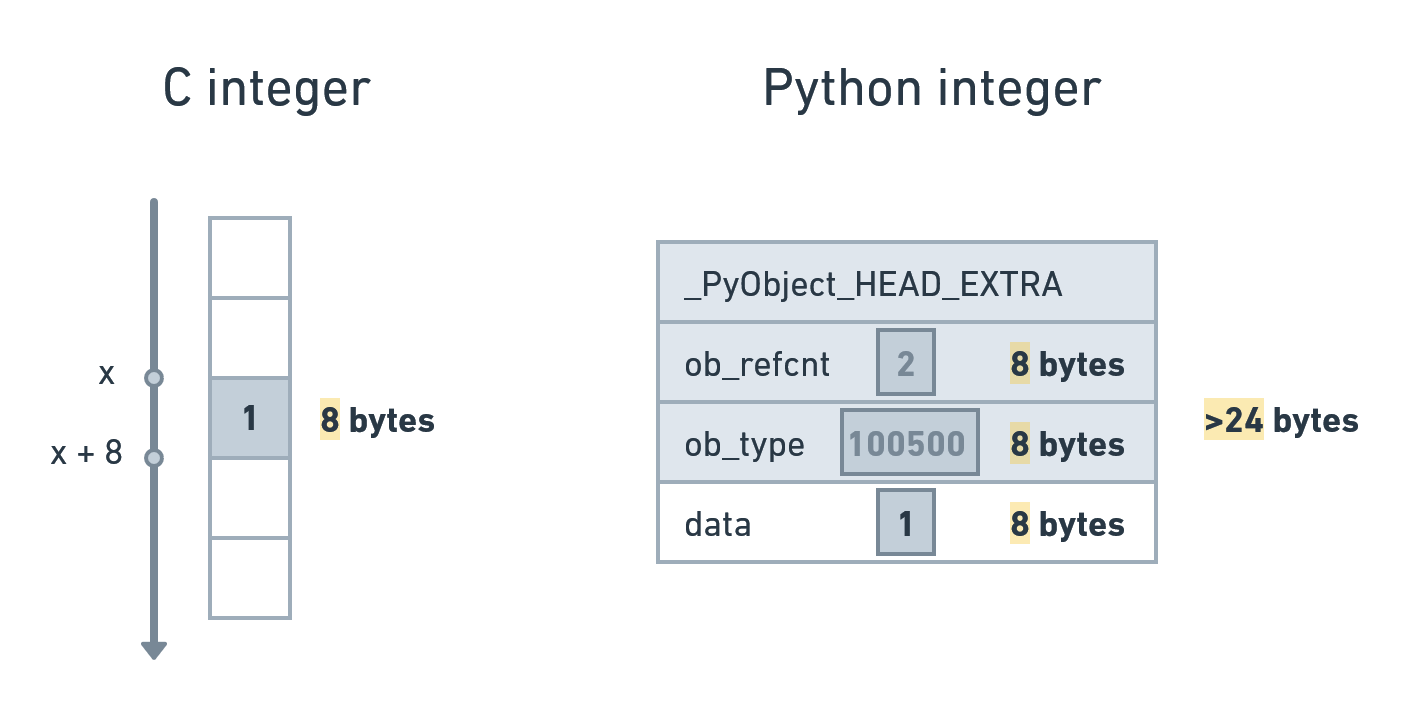 C integer
Python integer
x
x + 8
1
8 bytes
_PyObject_HEAD_EXTRA
ob_refcnt 2 8 bytes
ob_type 100500 8 bytes
data 1 8 bytes
>24 bytes